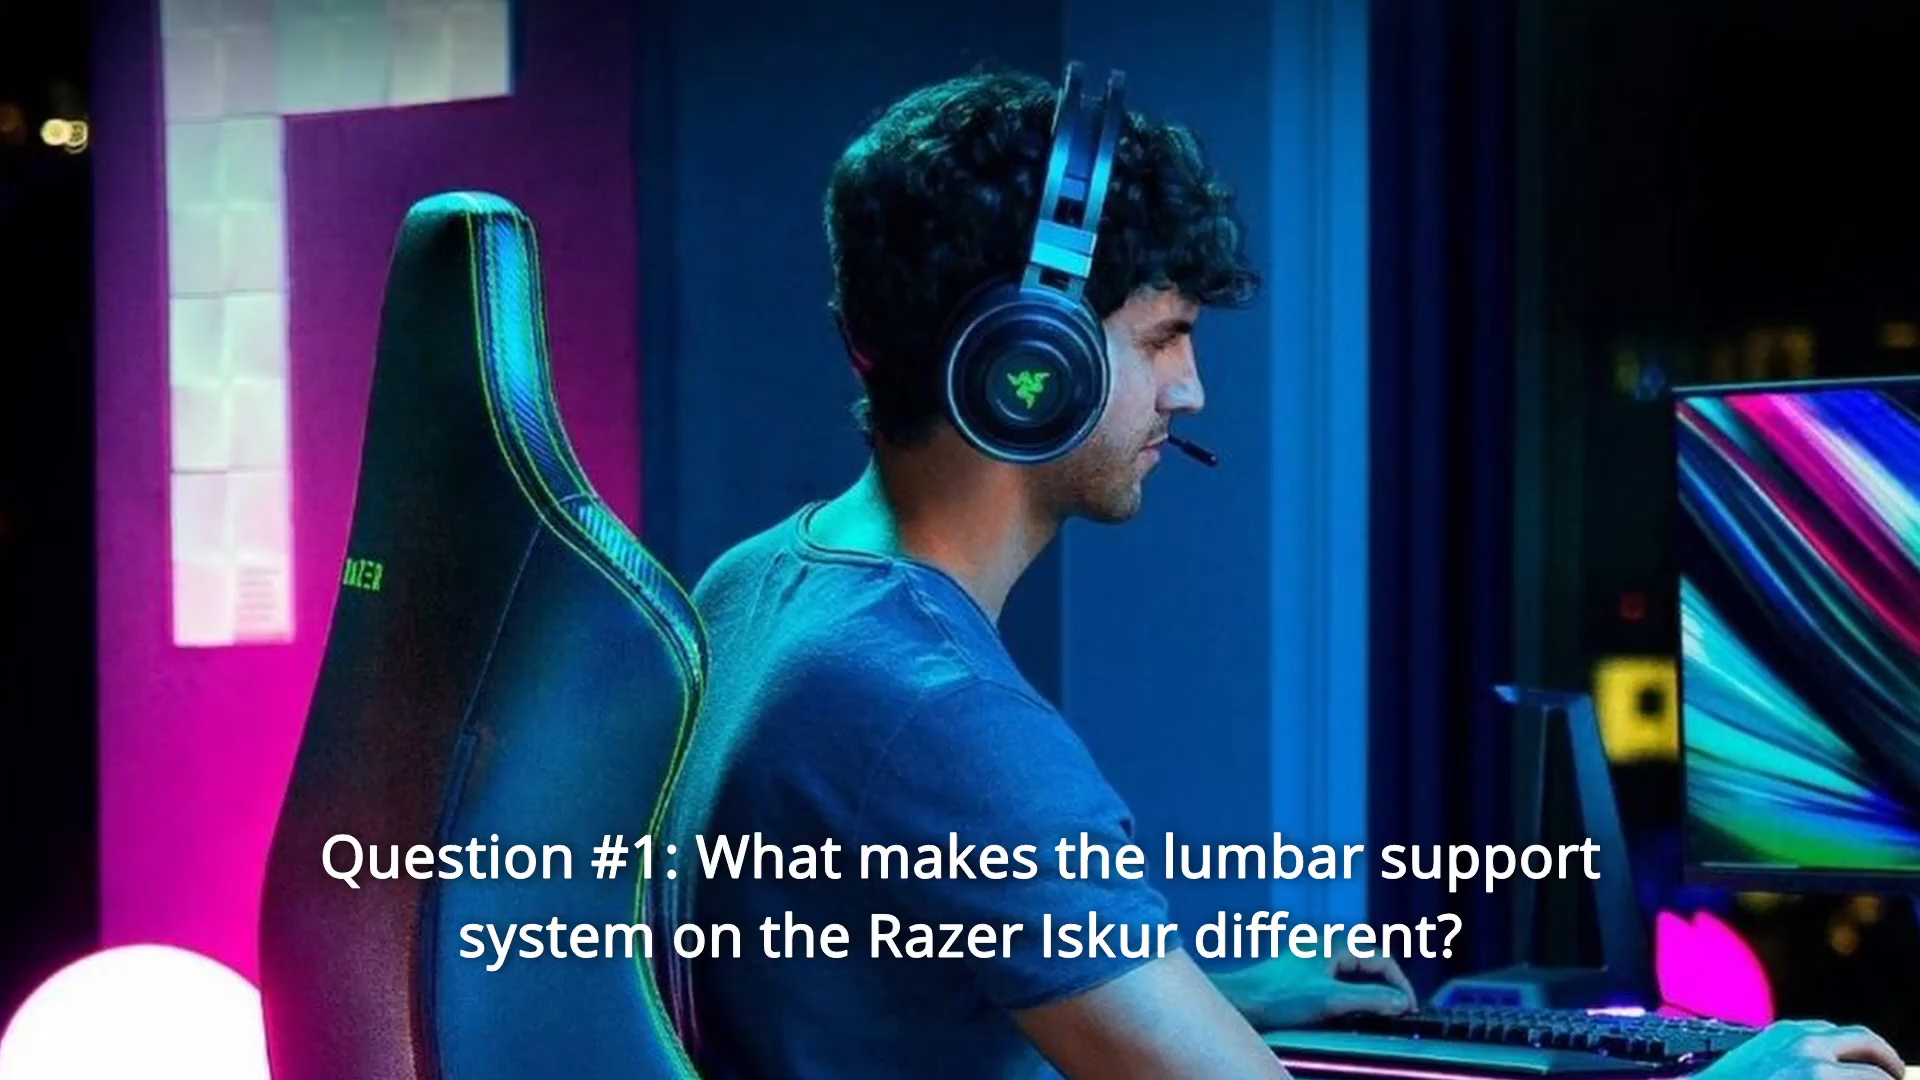 Question #1: What makes the lumbar support
system on the Razer Iskur different?